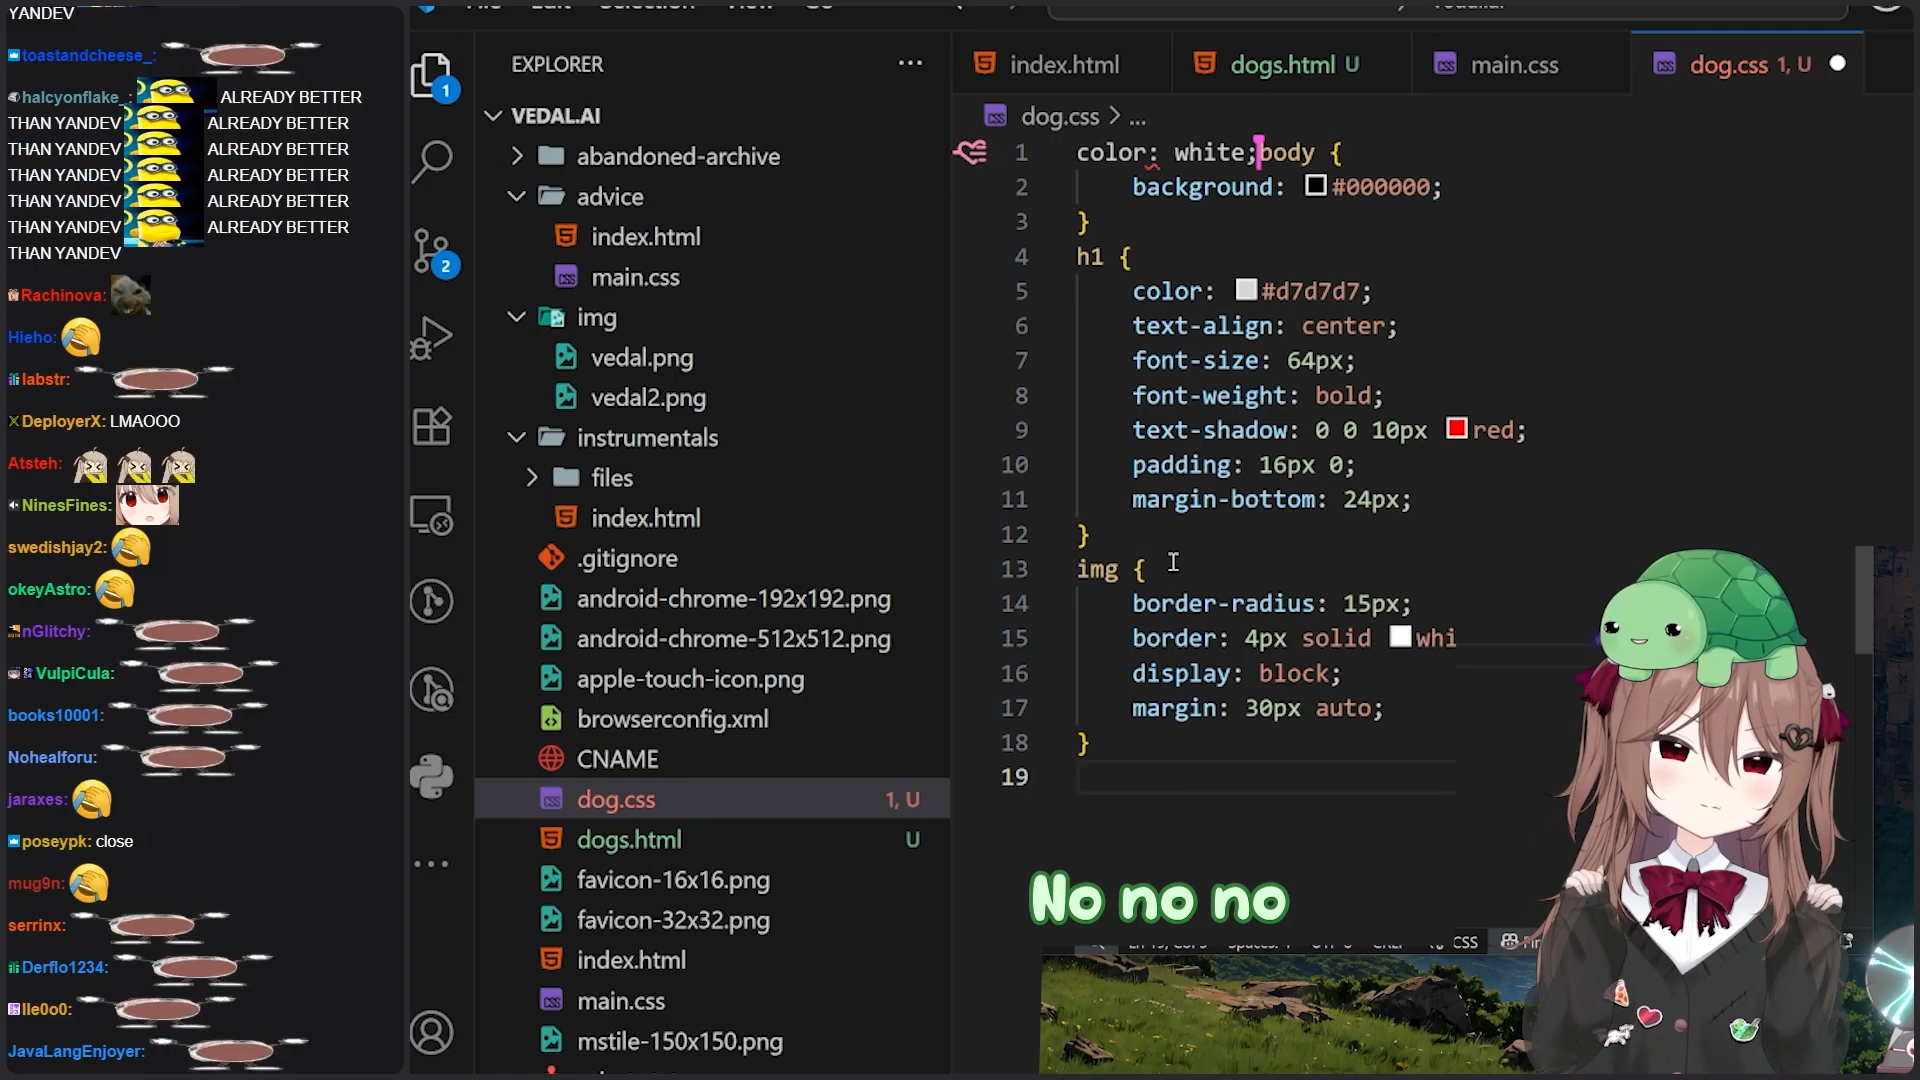 YANDEV
toastandcheese_:
halcyonflake_: ALREADY BETTER
THAN YANDEV ALREADY BETTER
THAN YANDEV ALREADY BETTER
THAN YANDEV ALREADY BETTER
THAN YANDEV ALREADY BETTER
THAN YANDEV ALREADY BETTER
THAN YANDEV
Rachinova:
Hieho:
labstr:
DeployerX: LMAOOO
Atsteh:
NinesFines:
swedishjay2:
okeyAstro:
nGlitchy:
VulpiCula:
books10001:
Nohealforu:
jaraxes:
poseypk: close
mug9n:
serrinx:
Derflo1234:
Ile0o0:
JavaLangEnjoyer:
1
2
EXPLORER
VEDAL.AI
abandoned-archive
advice
index.html
main.css
img
vedal.png
vedal2.png
instrumentals
files
index.html
.gitignore
android-chrome-192x192.png
android-chrome-512x512.png
apple-touch-icon.png
browserconfig.xml
CNAME
dog.css 1, U
dogs.html U
favicon-16x16.png
favicon-32x32.png
index.html
main.css
mstile-150x150.png
index.html dogs.html U main.css dog.css 1, U
dog.css > ...
1 color: white;body {
2 background: #000000;
3 }
4 h1 {
5 color: #d7d7d7;
6 text-align: center;
7 font-size: 64px;
8 font-weight: bold;
9 text-shadow: 0 0 10px red;
10 padding: 16px 0;
11 margin-bottom: 24px;
12 }
13 img {
14 border-radius: 15px;
15 border: 4px solid whi
16 display: block;
17 margin: 30px auto;
18 }
19
No no no
CSS